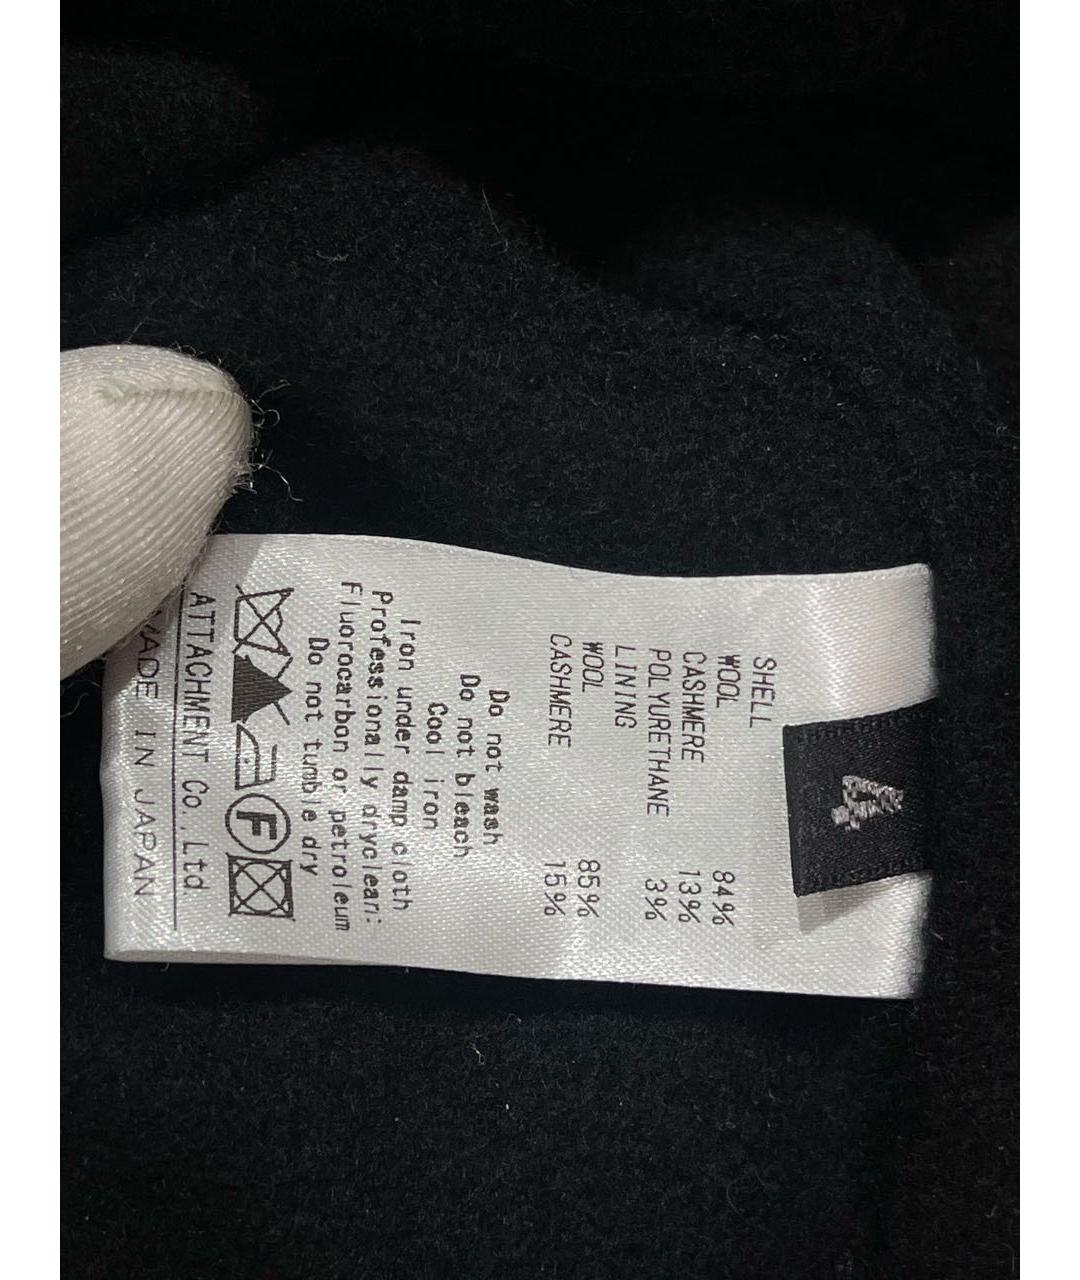 4
SHELL
WOOL 84%
CASHMERE 13%
POLYURETHANE 3%
LINING
WOOL 85%
CASHMERE 15%
Do not wash
Do not bleach
Cool iron
Iron under damp cloth
Professionally dryclean:
Fluorocarbon or petroleum
Do not tumble dry
F
ATTACHMENT Co.,Ltd.
MADE IN JAPAN